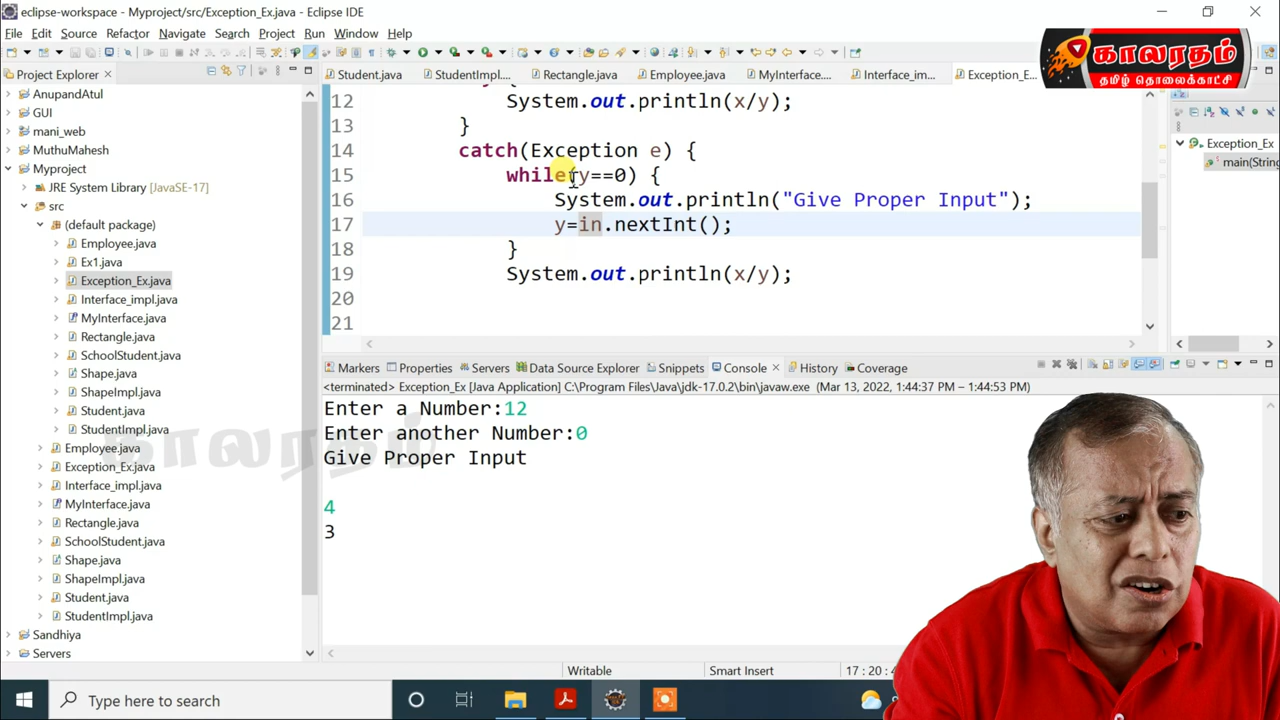 eclipse-workspace - Myproject/src/Exception_Ex.java - Eclipse IDE
File Edit Source Refactor Navigate Search Project Run Window Help
காலரதம்
தமிழ் தொலைக்காட்சி
Project Explorer
Student.java StudentImpl.... Rectangle.java Employee.java MyInterface.... Interface_im... Exception_E...
AnupandAtul
GUI
mani_web
MuthuMahesh
Myproject
JRE System Library [JavaSE-17]
src
(default package)
Employee.java
Ex1.java
Exception_Ex.java
Interface_impl.java
MyInterface.java
Rectangle.java
SchoolStudent.java
Shape.java
ShapeImpl.java
Student.java
StudentImpl.java
Employee.java
Exception_Ex.java
Interface_impl.java
MyInterface.java
Rectangle.java
SchoolStudent.java
Shape.java
ShapeImpl.java
Student.java
StudentImpl.java
Sandhiya
Servers
12 System.out.println(x/y);
13 }
14 catch(Exception e) {
15 while(y==0) {
16 System.out.println("Give Proper Input");
17 y=in.nextInt();
18 }
19 System.out.println(x/y);
20
21
Exception_Ex
main(String
Markers Properties Servers Data Source Explorer Snippets Console History Coverage
<terminated> Exception_Ex [Java Application] C:\Program Files\Java\jdk-17.0.2\bin\javaw.exe (Mar 13, 2022, 1:44:37 PM – 1:44:53 PM)
Enter a Number:12
Enter another Number:0
Give Proper Input
4
3
காலரதம்
Writable Smart Insert 17 : 20 :
Type here to search